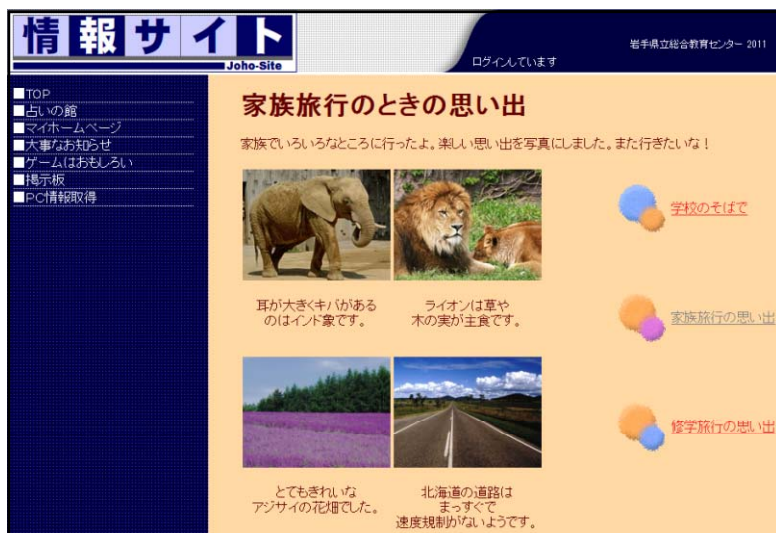 情報サイト
Joho-Site
ログインしています
岩手県立総合教育センター 2011
TOP
占いの館
マイホームページ
大事なお知らせ
ゲームはおもしろい
掲示板
PC情報取得
家族旅行のときの思い出
家族でいろいろなところに行ったよ。楽しい思い出を写真にしました。また行きたいな！
耳が大きくキバがある
のはインド象です。
ライオンは草や
木の実が主食です。
学校のそばで
家族旅行の思い出
とてもきれいな
アジサイの花畑でした。
北海道の道路は
まっすぐで
速度規制がないようです。
修学旅行の思い出